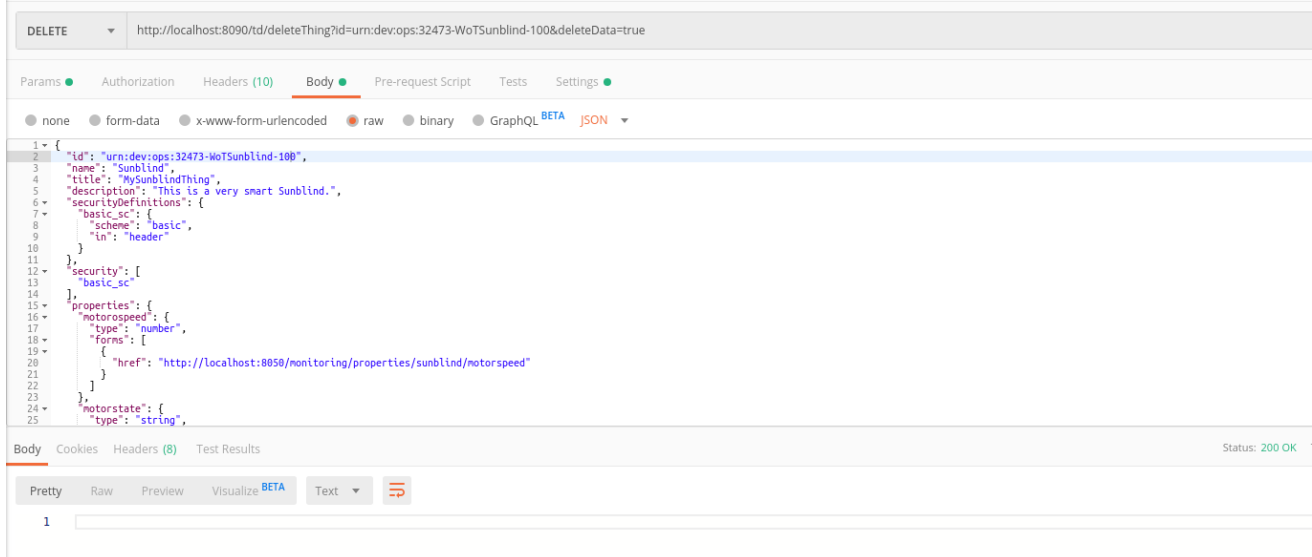 DELETE http://localhost:8090/td/deleteThing?id=urn:dev:ops:32473-WoTSunblind-100&deleteData=true
Params Authorization Headers (10) Body Pre-request Script Tests Settings
none form-data x-www-form-urlencoded raw binary GraphQL BETA JSON
1 {
2 "id": "urn:dev:ops:32473-WoTSunblind-100",
3 "name": "Sunblind",
4 "title": "MySunblindThing",
5 "description": "This is a very smart Sunblind.",
6 "securityDefinitions": {
7 "basic_sc": {
8 "scheme": "basic",
9 "in": "header"
10 }
11 },
12 "security": [
13 "basic_sc"
14 ],
15 "properties": {
16 "motorospeed": {
17 "type": "number",
18 "forms": [
19 {
20 "href": "http://localhost:8050/monitoring/properties/sunblind/motorspeed"
21 }
22 ]
23 },
24 "motorstate": {
25 "type": "string",
Body Cookies Headers (8) Test Results Status: 200 OK
Pretty Raw Preview Visualize BETA Text
1